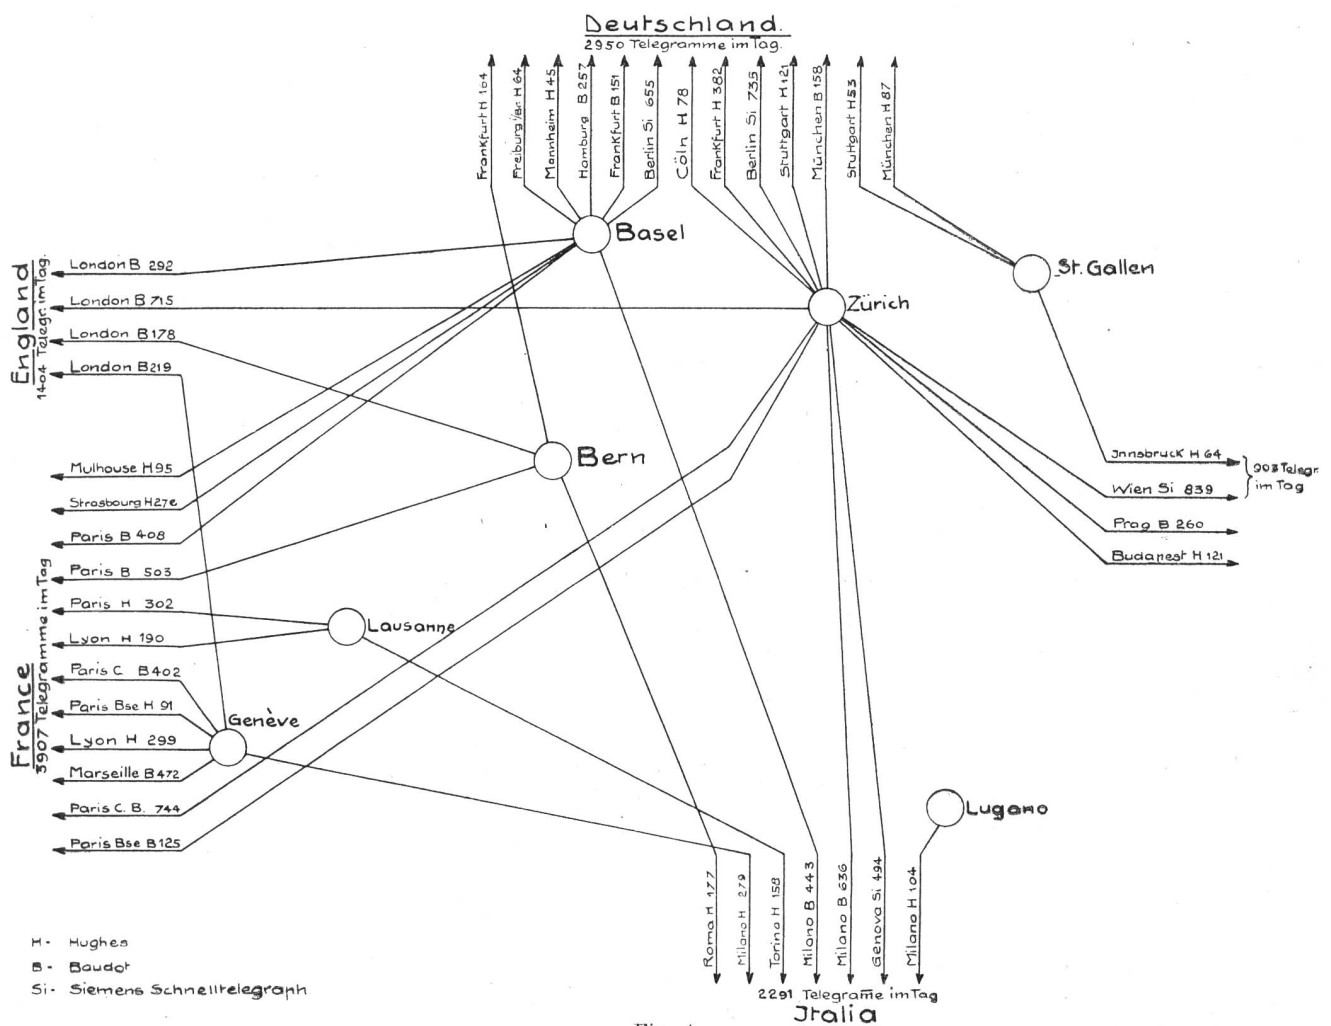 Deutschland.
2950 Telegramme im Tag.
Frankfurt H 164
Freiburg i/Br. H 64
Mannheim H 45
Hamburg B 257
Frankfurt B 151
Berlin Si 655
Cöln H 78
Frankfurt H 382
Berlin Si 735
Stuttgart H 121
München B 158
Stuttgart H 53
München H 87
Basel
Zürich
St. Gallen
England
1404 Telegr. im Tag.
London B 292
London B 715
London B 178
London B 219
Bern
Mulhouse H 95
Strasbourg H 276
Paris B 408
Paris B 503
Paris H 302
Lyon H 190
Paris C B 402
Paris Bse H 91
Lyon H 299
Marseille B 472
Paris C. B. 744
Paris Bse B 125
France
3907 Telegramme im Tag
Lausanne
Genève
Innsbruck H 64
Wien Si 839
903 Telegr.
im Tag
Prag B 260
Budapest H 121
Lugano
Roma H 177
Milano H 279
Torino H 158
Milano B 443
Milano B 636
Genova Si 494
Milano H 104
2291 Telegrame im Tag
Italia
H - Hughes
B - Baudot
Si - Siemens Schnelltelegraph